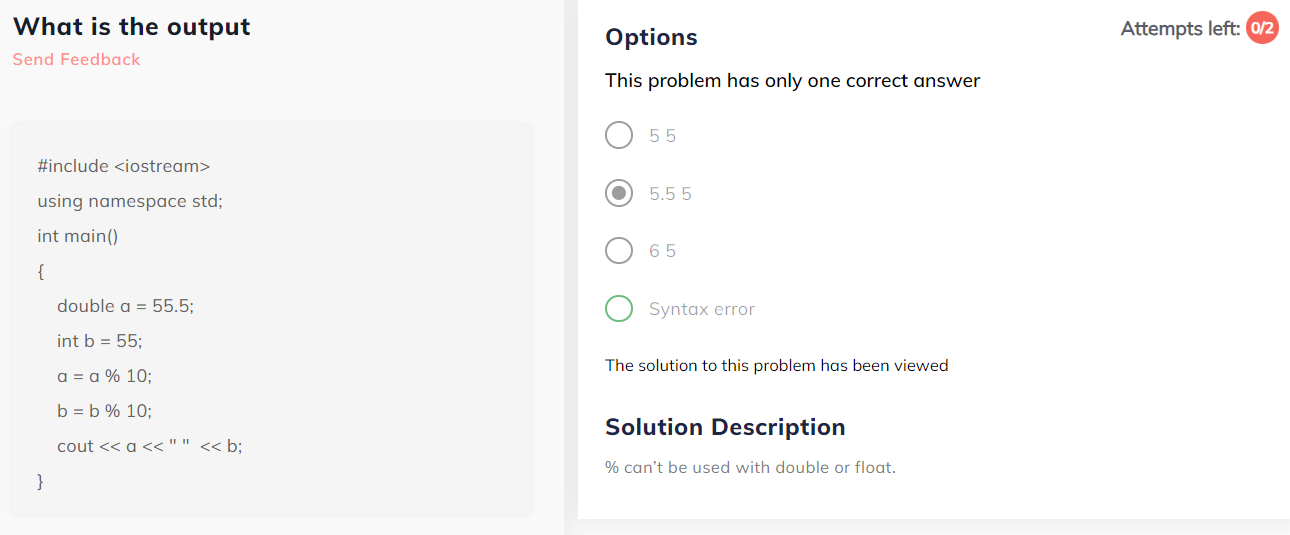 What is the output
Send Feedback
#include <iostream>
using namespace std;
int main()
{
double a = 55.5;
int b = 55;
a = a % 10;
b = b % 10;
cout << a << " "  << b;
}
Attempts left: 0/2
Options
This problem has only one correct answer
5 5
5.5 5
6 5
Syntax error
The solution to this problem has been viewed
Solution Description
% can’t be used with double or float.